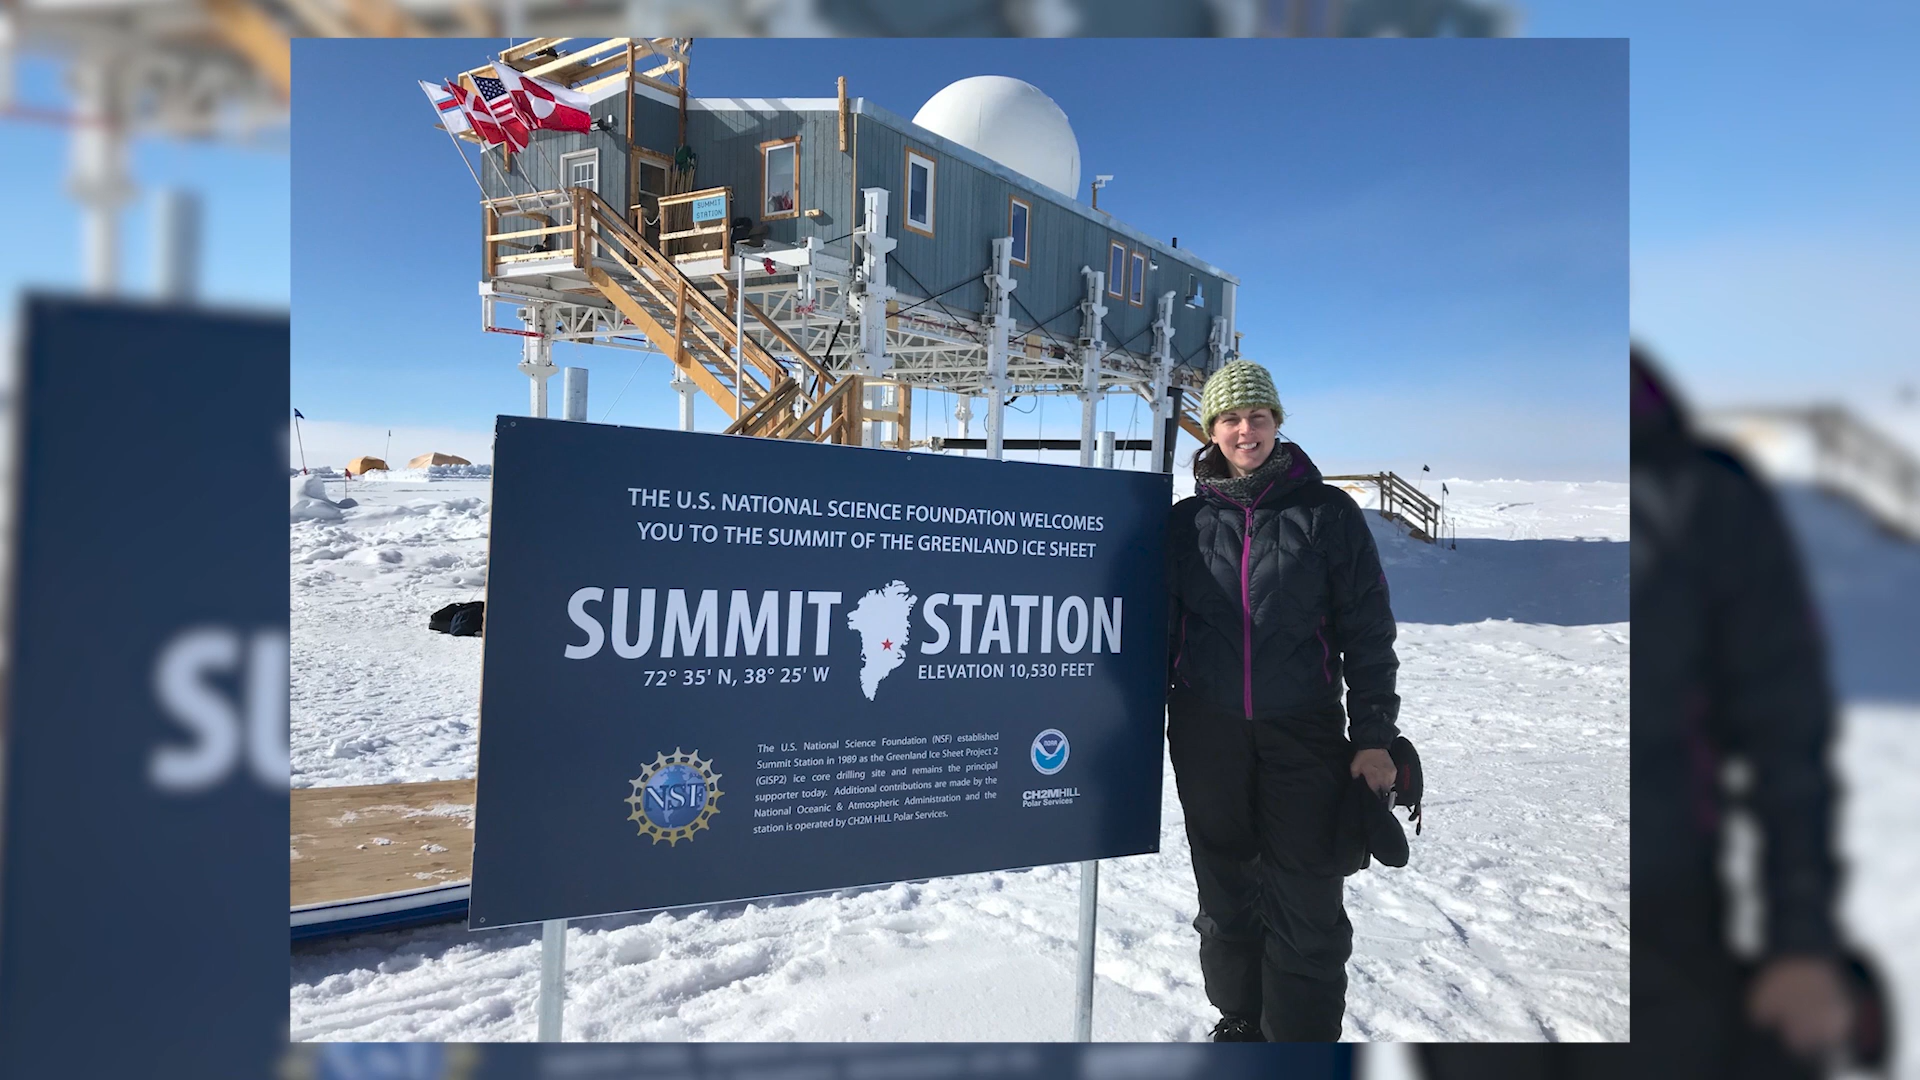 SUMMIT
STATION
THE U.S. NATIONAL SCIENCE FOUNDATION WELCOMES
YOU TO THE SUMMIT OF THE GREENLAND ICE SHEET
SUMMIT STATION
72° 35' N, 38° 25' W ELEVATION 10,530 FEET
The U.S. National Science Foundation (NSF) established
Summit Station in 1989 as the Greenland Ice Sheet Project 2
(GISP2) ice core drilling site and remains the principal
supporter today. Additional contributions are made by the
National Oceanic & Atmospheric Administration and the
station is operated by CH2M HILL Polar Services.
NSF
NOAA
CH2MHILL
Polar Services